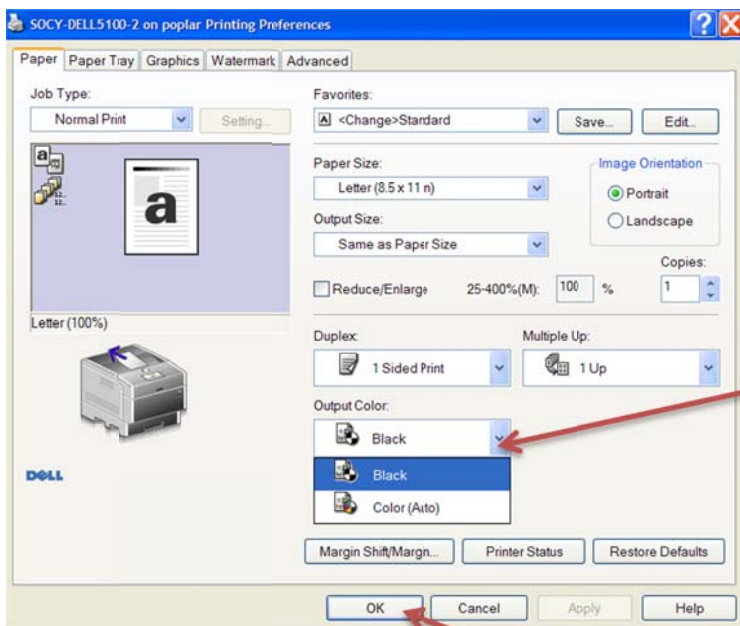 SOCY-DELL5100-2 on poplar Printing Preferences
Paper Paper Tray Graphics Watermark Advanced
Job Type:
Normal Print
Setting...
Favorites:
<Change>Standard
Save...
Edit...
a
Letter (100%)
DELL
Paper Size:
Letter (8.5 x 11 n)
Image Orientation
Portrait
Landscape
Output Size:
Same as Paper Size
Copies:
Reduce/Enlarge 25-400%(M): 100 % 1
Duplex:
1 Sided Print
Multiple Up:
1 Up
Output Color:
Black
Black
Color (Auto)
Margin Shift/Margn... Printer Status Restore Defaults
OK Cancel Apply Help